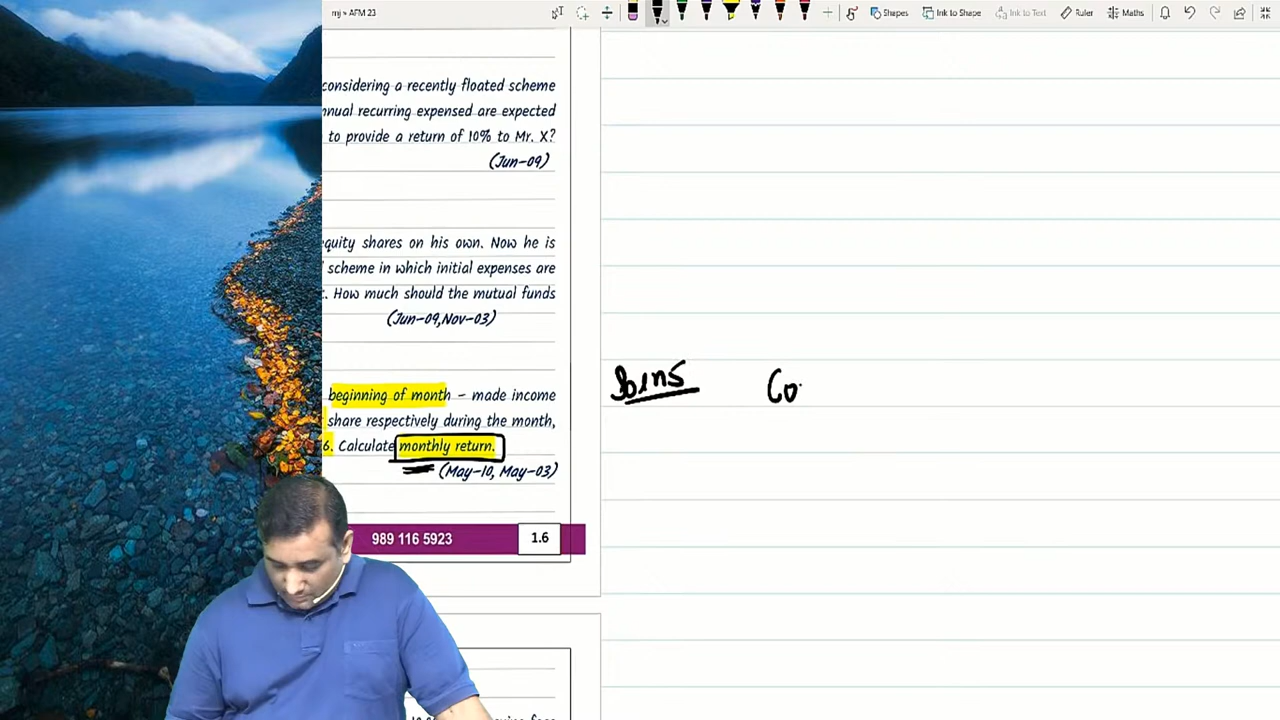 mj » AFM 23
Shapes
Ink to Shape
Ink to Text
Ruler
Maths
considering a recently floated scheme
nnual recurring expensed are expected
to provide a return of 10% to Mr. X?
(Jun-09)
equity shares on his own. Now he is
scheme in which initial expenses are
. How much should the mutual funds
(Jun-09,Nov-03)
beginning of month - made income
share respectively during the month,
6. Calculate monthly return.
(May-10, May-03)
989 116 5923
1.6
Co